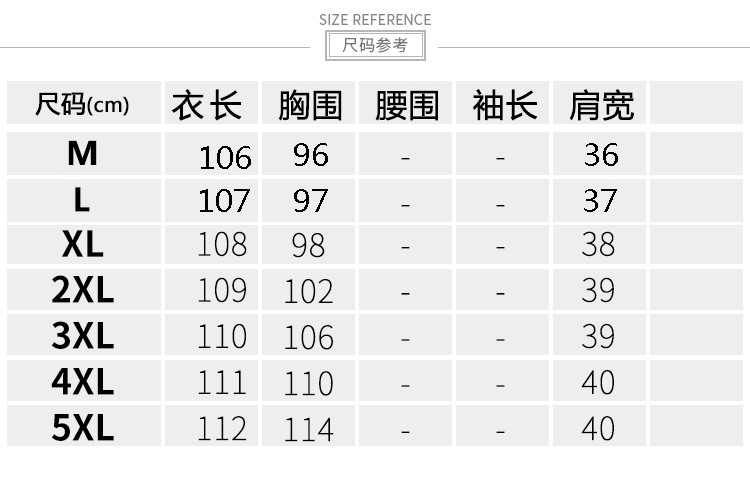 SIZE REFERENCE
尺码参考
尺码(cm) 衣长 胸围 腰围 袖长 肩宽
M 106 96 - - 36
L 107 97 - - 37
XL 108 98 - - 38
2XL 109 102 - - 39
3XL 110 106 - - 39
4XL 111 110 - - 40
5XL 112 114 - - 40